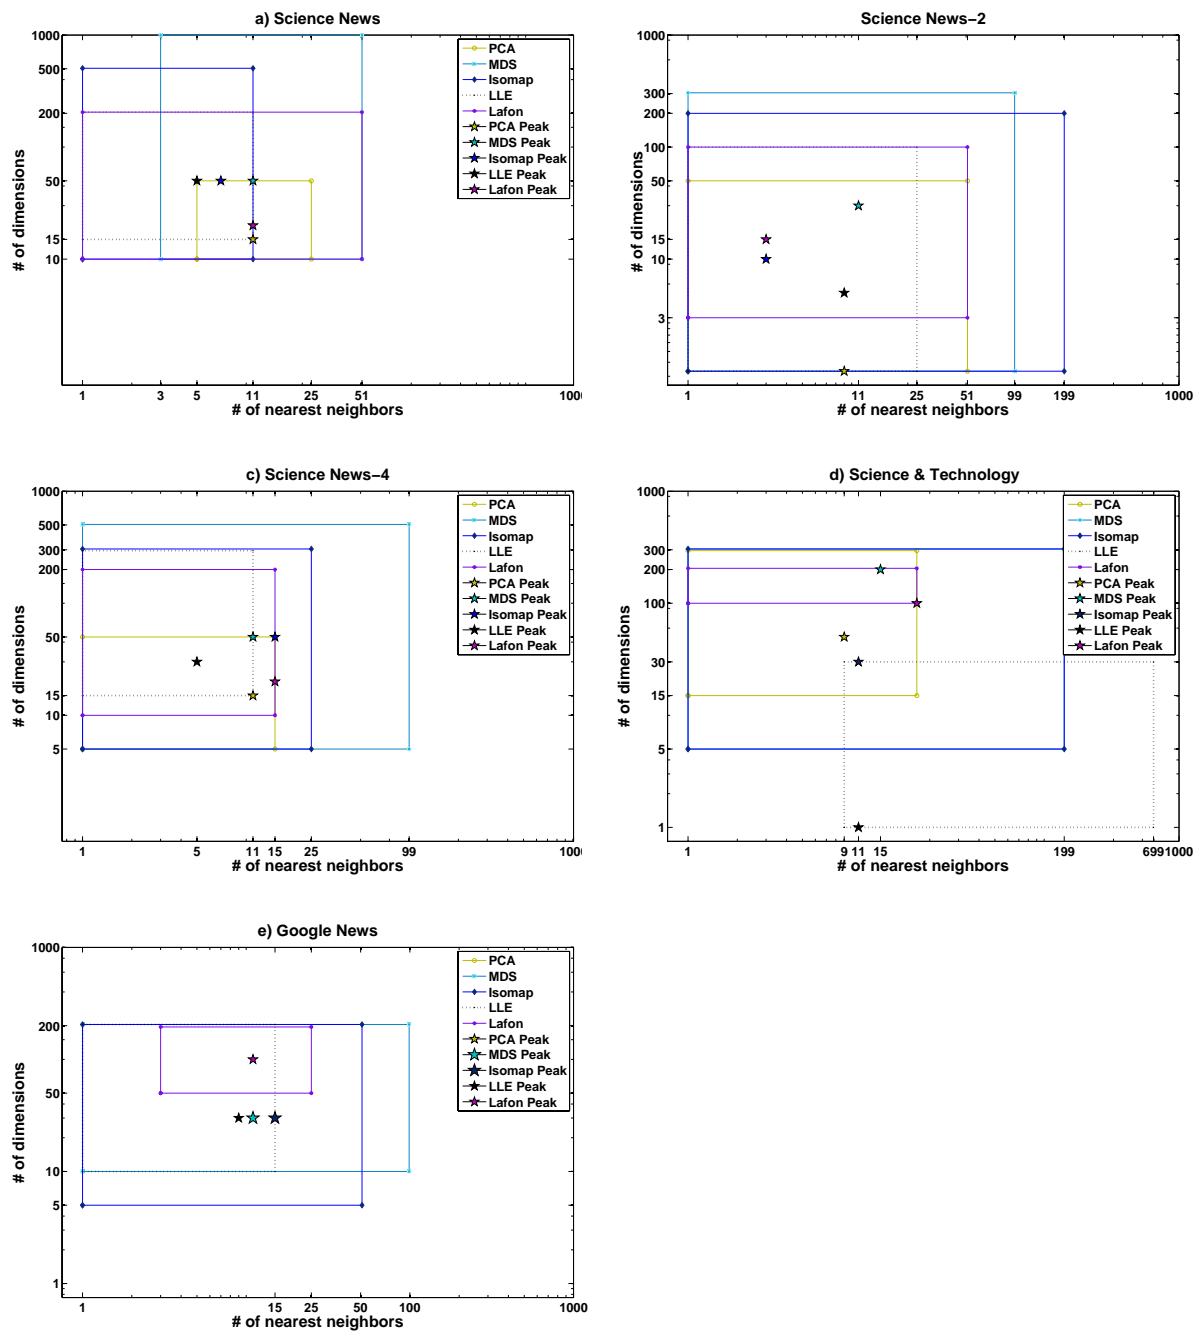 a) Science News
1000
500
200
50
15
10
# of dimensions
1 3 5 11 25 51 100
# of nearest neighbors
PCA
MDS
Isomap
LLE
Lafon
PCA Peak
MDS Peak
Isomap Peak
LLE Peak
Lafon Peak
Science News−2
1000
300
200
100
50
15
10
3
# of dimensions
1 11 25 51 99 199 1000
# of nearest neighbors
c) Science News−4
1000
500
300
200
50
15
10
5
# of dimensions
1 5 11 15 25 99 100
# of nearest neighbors
PCA
MDS
Isomap
LLE
Lafon
PCA Peak
MDS Peak
Isomap Peak
LLE Peak
Lafon Peak
d) Science & Technology
1000
300
200
100
30
15
5
1
# of dimensions
1 9 11 15 199 699 1000
# of nearest neighbors
PCA
MDS
Isomap
LLE
Lafon
PCA Peak
MDS Peak
Isomap Peak
LLE Peak
Lafon Peak
e) Google News
1000
200
50
10
5
1
# of dimensions
1 15 25 50 100 1000
# of nearest neighbors
PCA
MDS
Isomap
LLE
Lafon
PCA Peak
MDS Peak
Isomap Peak
LLE Peak
Lafon Peak